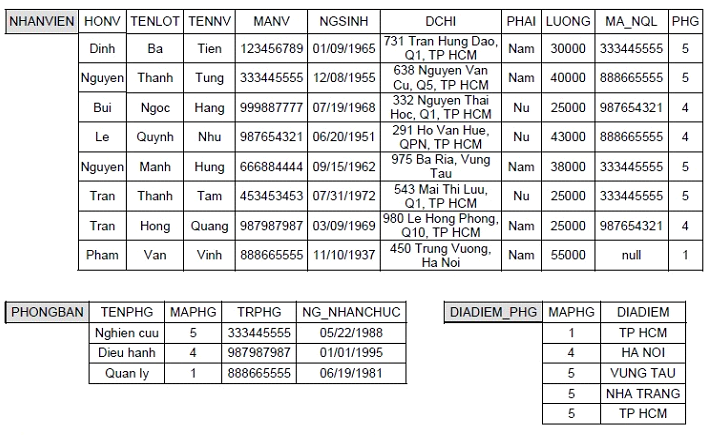 NHANVIEN HONV TENLOT TENNV MANV NGSINH DCHI PHAI LUONG MA_NQL PHG
Dinh Ba Tien 123456789 01/09/1965 731 Tran Hung Dao, Q1, TP HCM Nam 30000 333445555 5
Nguyen Thanh Tung 333445555 12/08/1955 638 Nguyen Van Cu, Q5, TP HCM Nam 40000 888665555 5
Bui Ngoc Hang 999887777 07/19/1968 332 Nguyen Thai Hoc, Q1, TP HCM Nu 25000 987654321 4
Le Quynh Nhu 987654321 06/20/1951 291 Ho Van Hue, QPN, TP HCM Nu 43000 888665555 4
Nguyen Manh Hung 666884444 09/15/1962 975 Ba Ria, Vung Tau Nam 38000 333445555 5
Tran Thanh Tam 453453453 07/31/1972 543 Mai Thi Luu, Q1, TP HCM Nu 25000 333445555 5
Tran Hong Quang 987987987 03/09/1969 980 Le Hong Phong, Q10, TP HCM Nam 25000 987654321 4
Pham Van Vinh 888665555 11/10/1937 450 Trung Vuong, Ha Noi Nam 55000 null 1
PHONGBAN TENPHG MAPHG TRPHG NG_NHANCHUC
Nghien cuu 5 333445555 05/22/1988
Dieu hanh 4 987987987 01/01/1995
Quan ly 1 888665555 06/19/1981
DIADIEM_PHG MAPHG DIADIEM
1 TP HCM
4 HA NOI
5 VUNG TAU
5 NHA TRANG
5 TP HCM